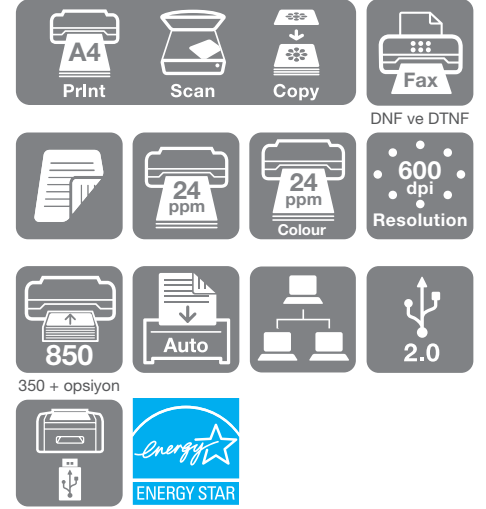 A4
Print
Scan
Copy
Fax
DNF ve DTNF
24
ppm
24
ppm
Colour
600
dpi
Resolution
850
350 + opsiyon
Auto
2.0
energy
ENERGY STAR